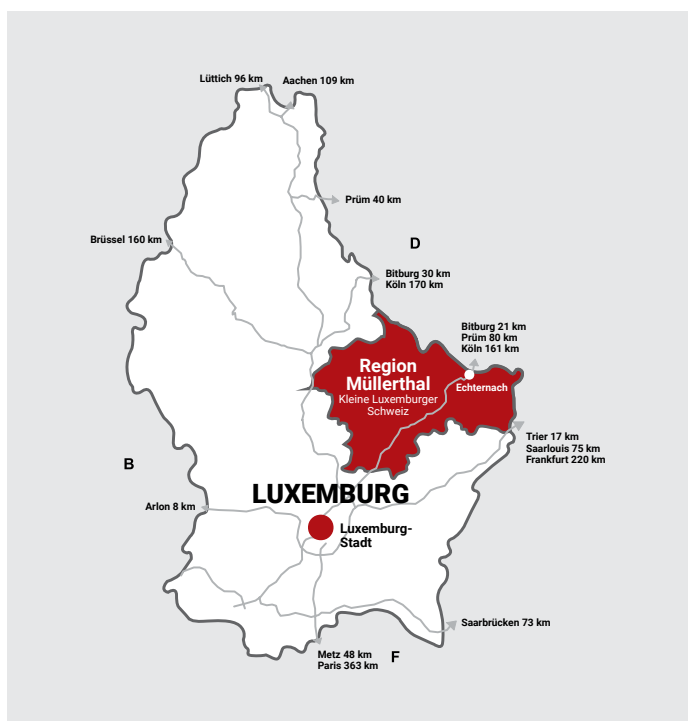 Lüttich 96 km
Aachen 109 km
Prüm 40 km
D
Brüssel 160 km
Bitburg 30 km
Köln 170 km
Bitburg 21 km
Prüm 80 km
Köln 161 km
Region
Müllerthal
Kleine Luxemburger
Schweiz
Echternach
Trier 17 km
Saarlouis 75 km
Frankfurt 220 km
B
LUXEMBURG
Arlon 8 km
Luxemburg-
Stadt
Saarbrücken 73 km
Metz 48 km
Paris 363 km
F